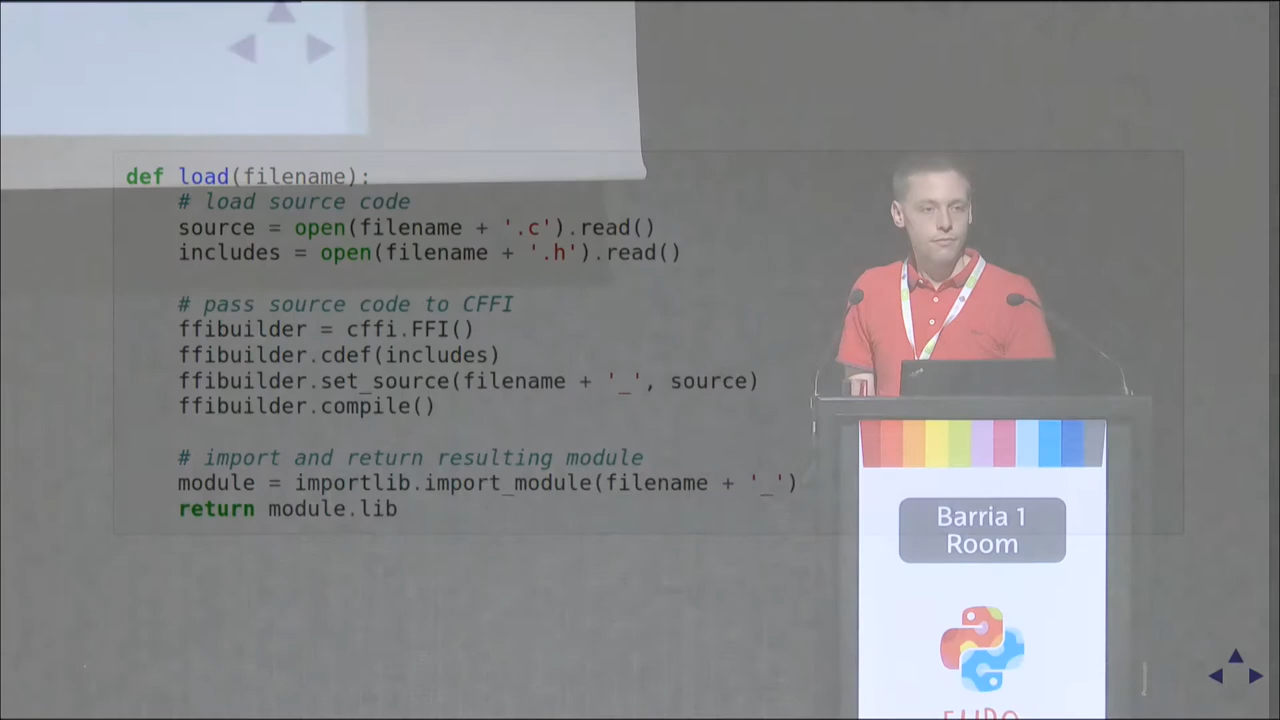 def load(filename):
    # load source code
    source = open(filename + '.c').read()
    includes = open(filename + '.h').read()

    # pass source code to CFFI
    ffibuilder = cffi.FFI()
    ffibuilder.cdef(includes)
    ffibuilder.set_source(filename + '_', source)
    ffibuilder.compile()

    # import and return resulting module
    module = importlib.import_module(filename + '_')
    return module.lib
Barria 1
Room
EURO